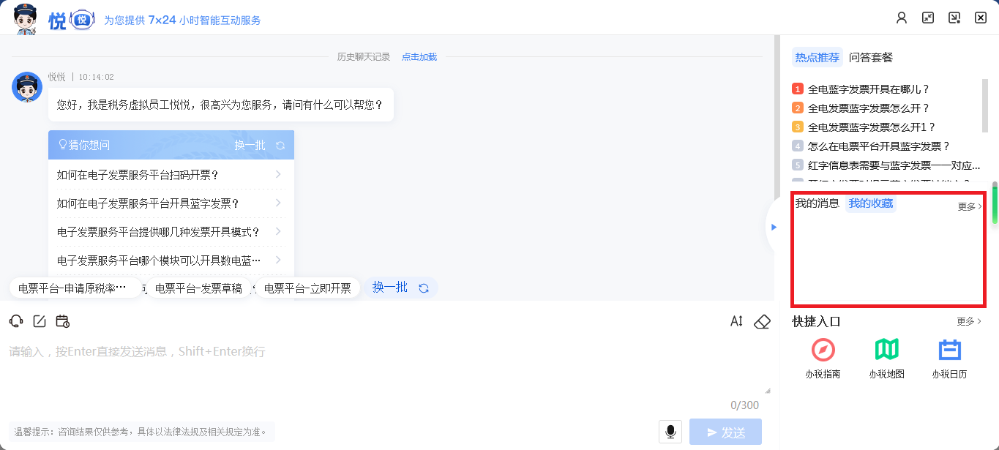 悦 悦 为您提供 7×24 小时智能互动服务
历史聊天记录 点击加载
悦悦 | 10:14:02
您好，我是税务虚拟员工悦悦，很高兴为您服务，请问有什么可以帮您？
猜你想问 换一批
如何在电子发票服务平台扫码开票？
如何在电子发票服务平台开具蓝字发票？
电子发票服务平台提供哪几种发票开具模式？
电子发票服务平台哪个模块可以开具数电蓝…
电票平台-申请原税率… 电票平台-发票草稿 电票平台-立即开票 换一批
请输入，按Enter直接发送消息，Shift+Enter换行
0/300
温馨提示：咨询结果仅供参考，具体以法律法规及相关规定为准。
发送
热点推荐 问答套餐
1 全电蓝字发票开具在哪儿？
2 全电发票蓝字发票怎么开？
3 全电发票蓝字发票怎么开1？
4 怎么在电票平台开具蓝字发票？
5 红字信息表需要与蓝字发票一一对应...
我的消息 我的收藏 更多
快捷入口 更多
办税指南 办税地图 办税日历